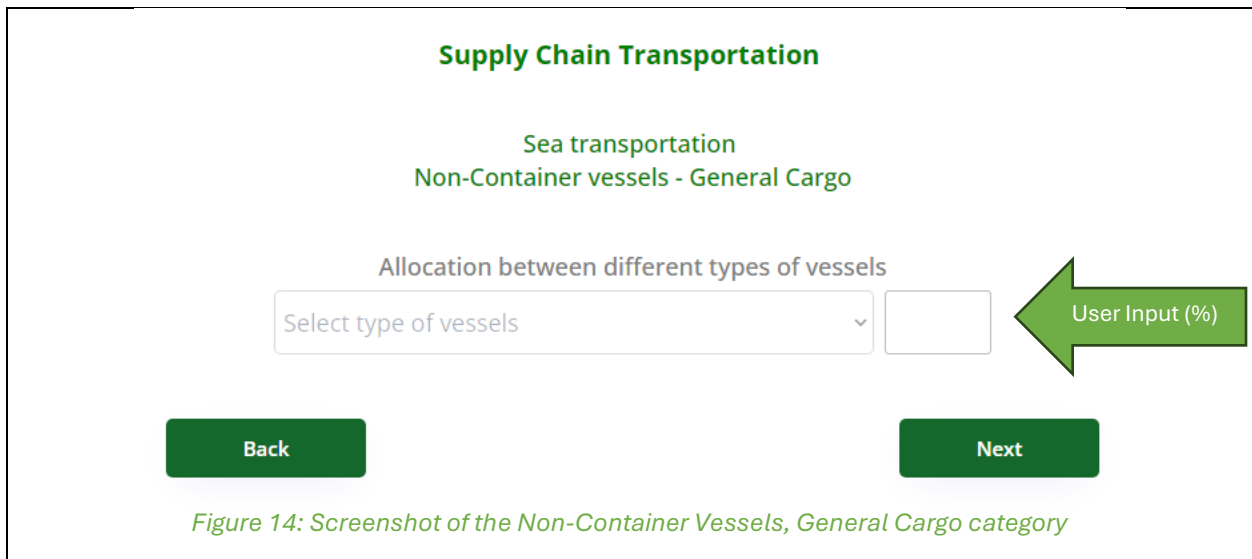 Supply Chain Transportation
Sea transportation
Non-Container vessels - General Cargo
Allocation between different types of vessels
Select type of vessels
User Input (%)
Back
Next
Figure 14: Screenshot of the Non-Container Vessels, General Cargo category